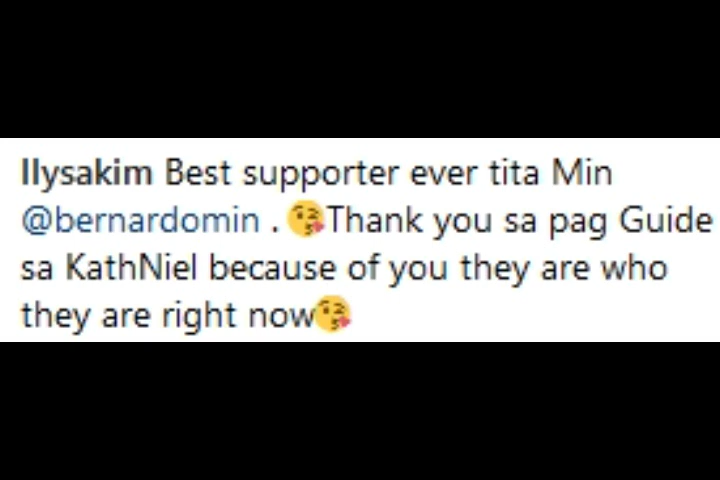 llysakim Best supporter ever tita Min
@bernardomin . 😘Thank you sa pag Guide
sa KathNiel because of you they are who
they are right now😘